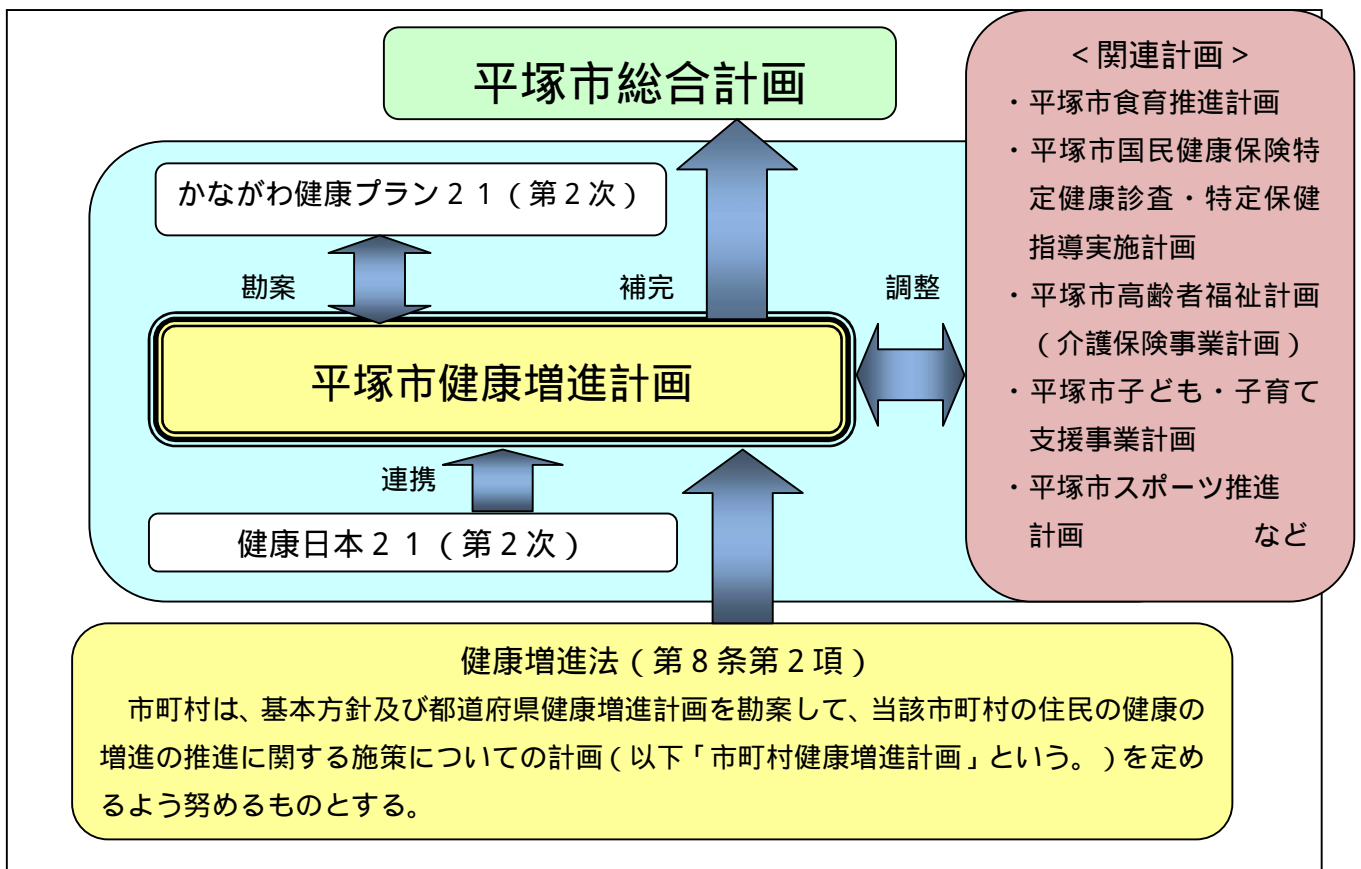 平塚市総合計画
かながわ健康プラン２１（第２次）
勘案
補完
調整
平塚市健康増進計画
連携
健康日本２１（第２次）
＜関連計画＞
・平塚市食育推進計画
・平塚市国民健康保険特
定健康診査・特定保健
指導実施計画
・平塚市高齢者福祉計画
（介護保険事業計画）
・平塚市子ども・子育て
支援事業計画
・平塚市スポーツ推進
計画　など
健康増進法（第８条第２項）
市町村は、基本方針及び都道府県健康増進計画を勘案して、当該市町村の住民の健康の
増進の推進に関する施策についての計画（以下「市町村健康増進計画」という。）を定め
るよう努めるものとする。